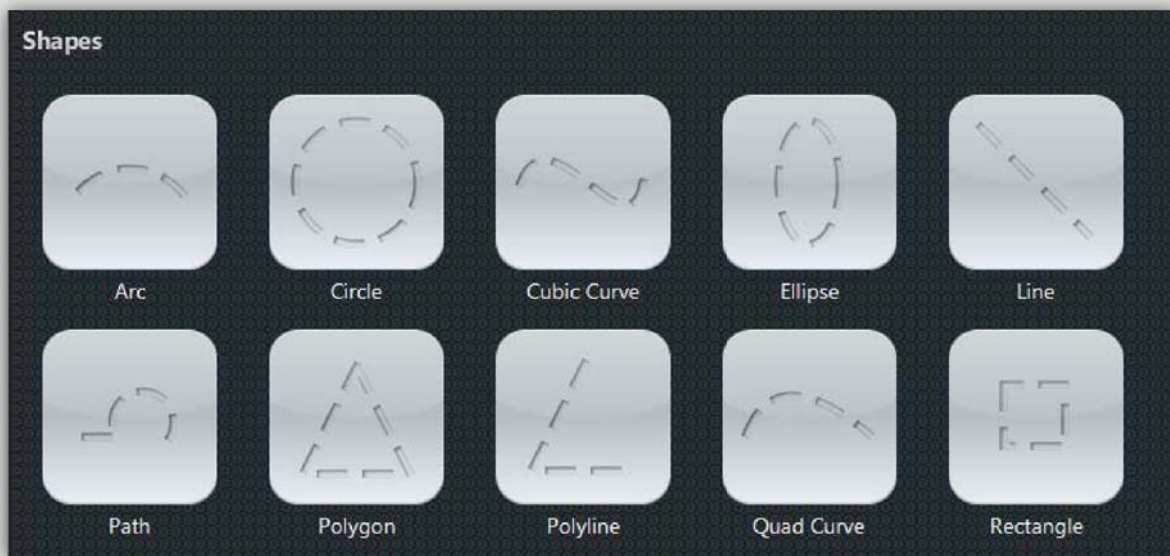 Shapes
Arc
Circle
Cubic Curve
Ellipse
Line
Path
Polygon
Polyline
Quad Curve
Rectangle